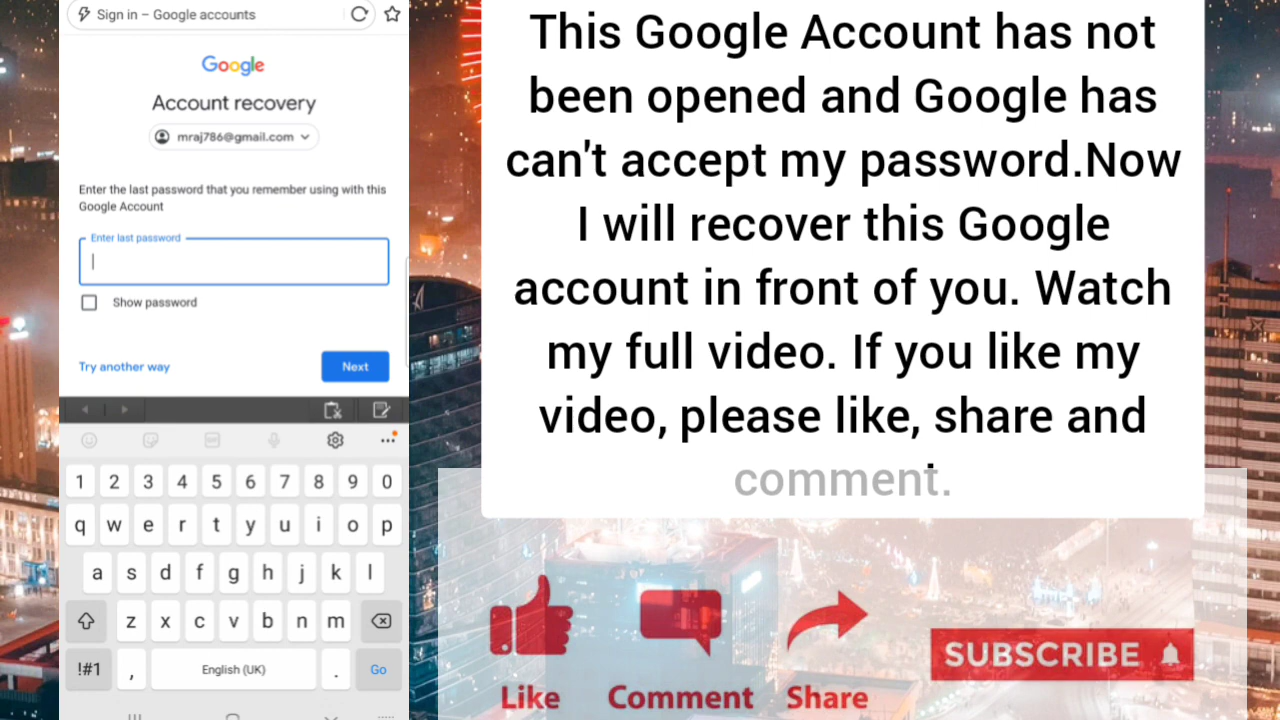 Sign in – Google accounts
Google
Account recovery
mraj786@gmail.com
Enter the last password that you remember using with this
Google Account
Enter last password
Show password
Try another way
Next
GIF
1 2 3 4 5 6 7 8 9 0
q w e r t y u i o p
a s d f g h j k l
z x c v b n m
!#1 , English (UK) . Go
This Google Account has not
been opened and Google has
can't accept my password.Now
I will recover this Google
account in front of you. Watch
my full video. If you like my
video, please like, share and
comment.
Like
Comment
Share
SUBSCRIBE